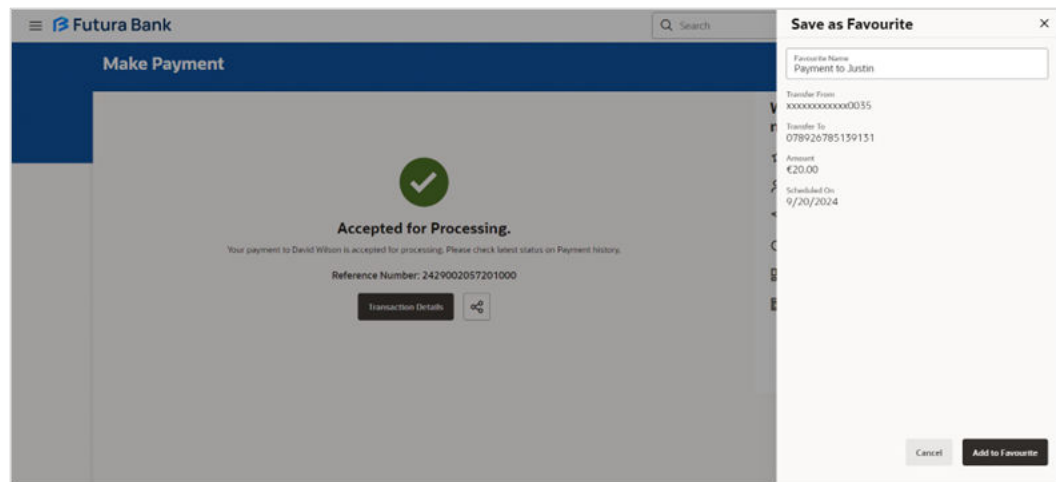 Futura Bank
Search
Make Payment
Accepted for Processing.
Your payment to David Wilson is accepted for processing. Please check latest status on Payment history.
Reference Number: 2429002057201000
Transaction Details
Save as Favourite
Favourite Name
Payment to Justin
Transfer From
xxxxxxxxxxxx0035
Transfer To
078926785139131
Amount
€20.00
Scheduled On
9/20/2024
Cancel
Add to Favourite